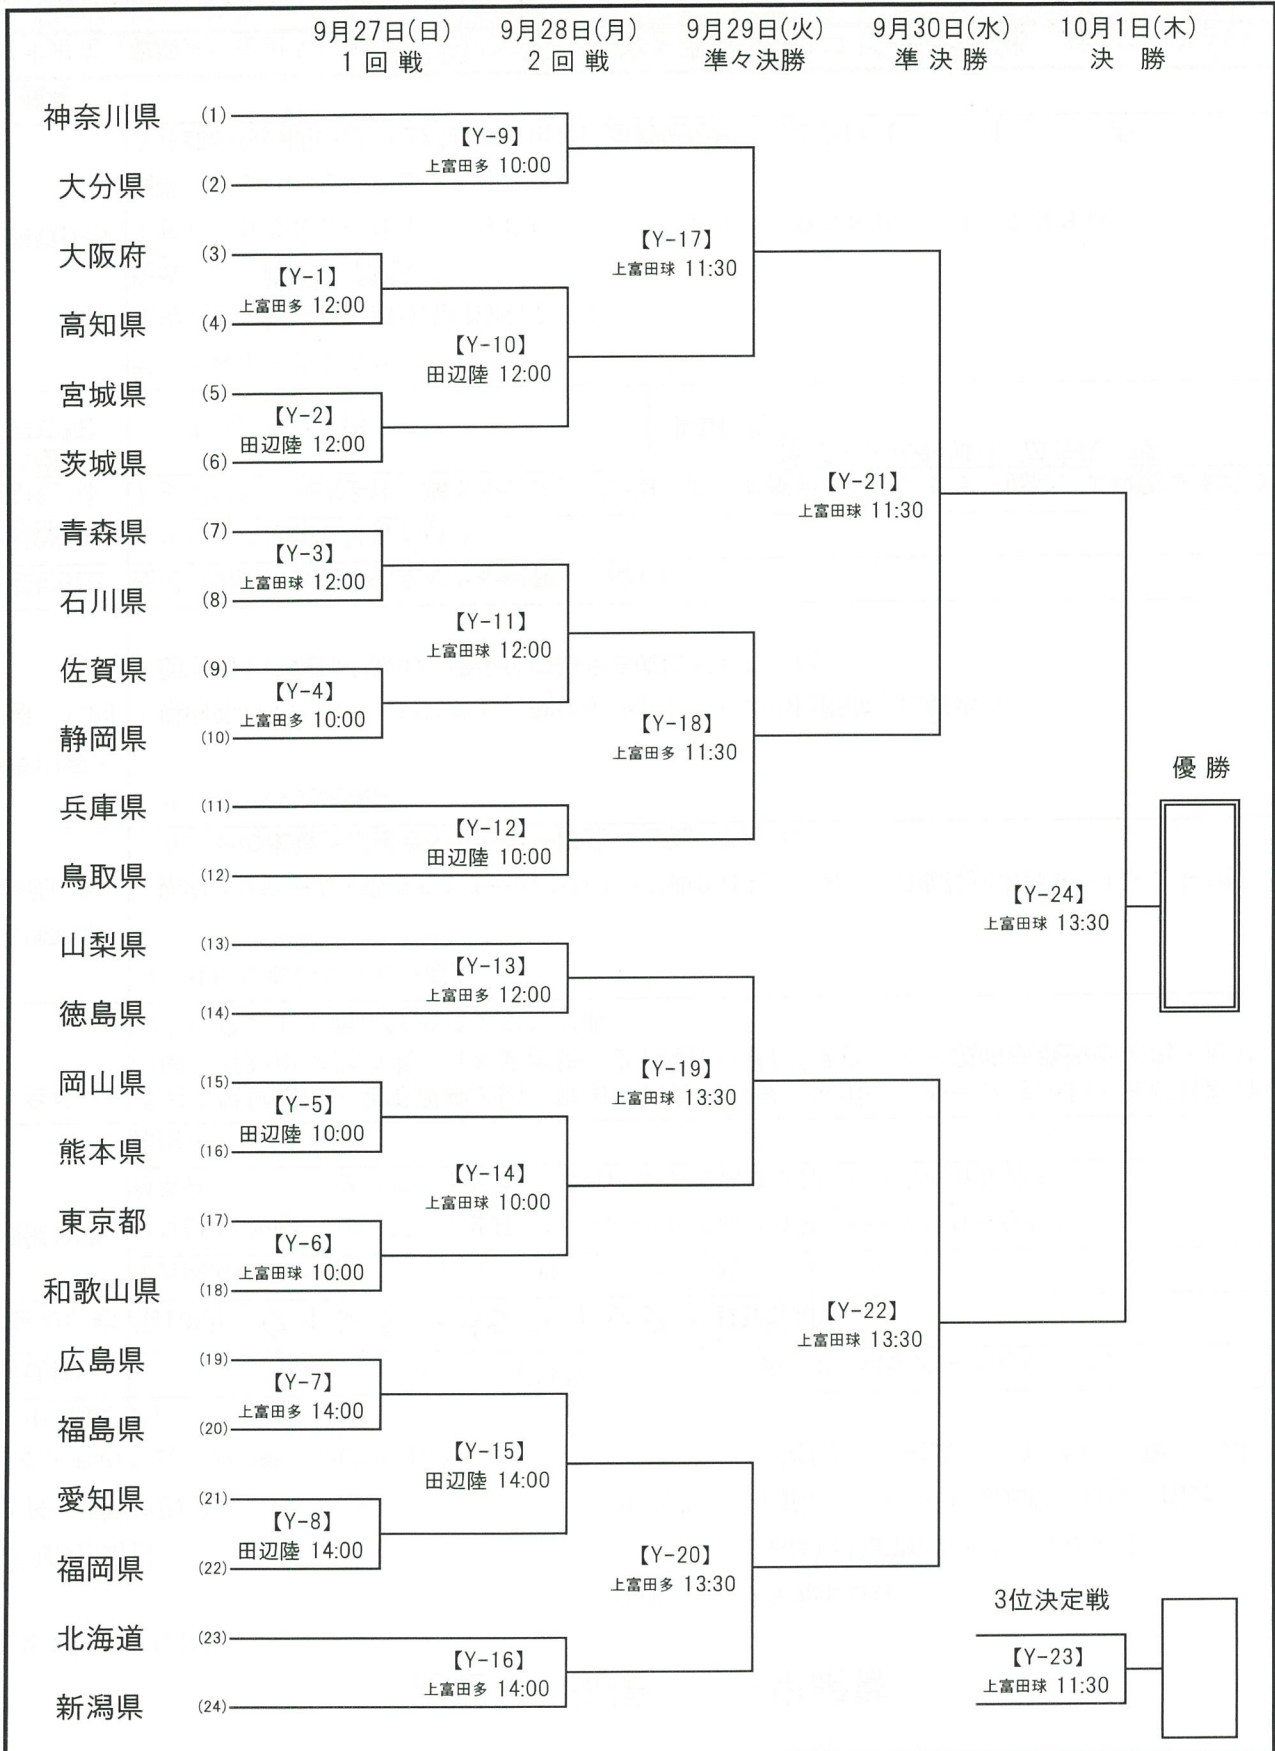 9月27日(日) 9月28日(月) 9月29日(火) 9月30日(水) 10月1日(木)
1回戦 2回戦 準々決勝 準決勝 決勝
神奈川県 (1)
【Y-9】
上富田多 10:00
大分県 (2)
【Y-17】
上富田球 11:30
大阪府 (3)
【Y-1】
上富田多 12:00
高知県 (4)
【Y-10】
田辺陸 12:00
宮城県 (5)
【Y-2】
田辺陸 12:00
茨城県 (6)
【Y-21】
上富田球 11:30
青森県 (7)
【Y-3】
上富田球 12:00
石川県 (8)
【Y-11】
上富田球 12:00
佐賀県 (9)
【Y-4】
上富田多 10:00
静岡県 (10)
【Y-18】
上富田多 11:30
優勝
兵庫県 (11)
【Y-12】
田辺陸 10:00
鳥取県 (12)
【Y-24】
上富田球 13:30
山梨県 (13)
【Y-13】
上富田多 12:00
徳島県 (14)
【Y-19】
上富田球 13:30
岡山県 (15)
【Y-5】
田辺陸 10:00
熊本県 (16)
【Y-14】
上富田球 10:00
東京都 (17)
【Y-6】
上富田球 10:00
和歌山県 (18)
【Y-22】
上富田球 13:30
広島県 (19)
【Y-7】
上富田多 14:00
福島県 (20)
【Y-15】
田辺陸 14:00
愛知県 (21)
【Y-8】
田辺陸 14:00
福岡県 (22)
【Y-20】
上富田多 13:30
3位決定戦
北海道 (23)
【Y-16】
上富田多 14:00
【Y-23】
上富田球 11:30
新潟県 (24)